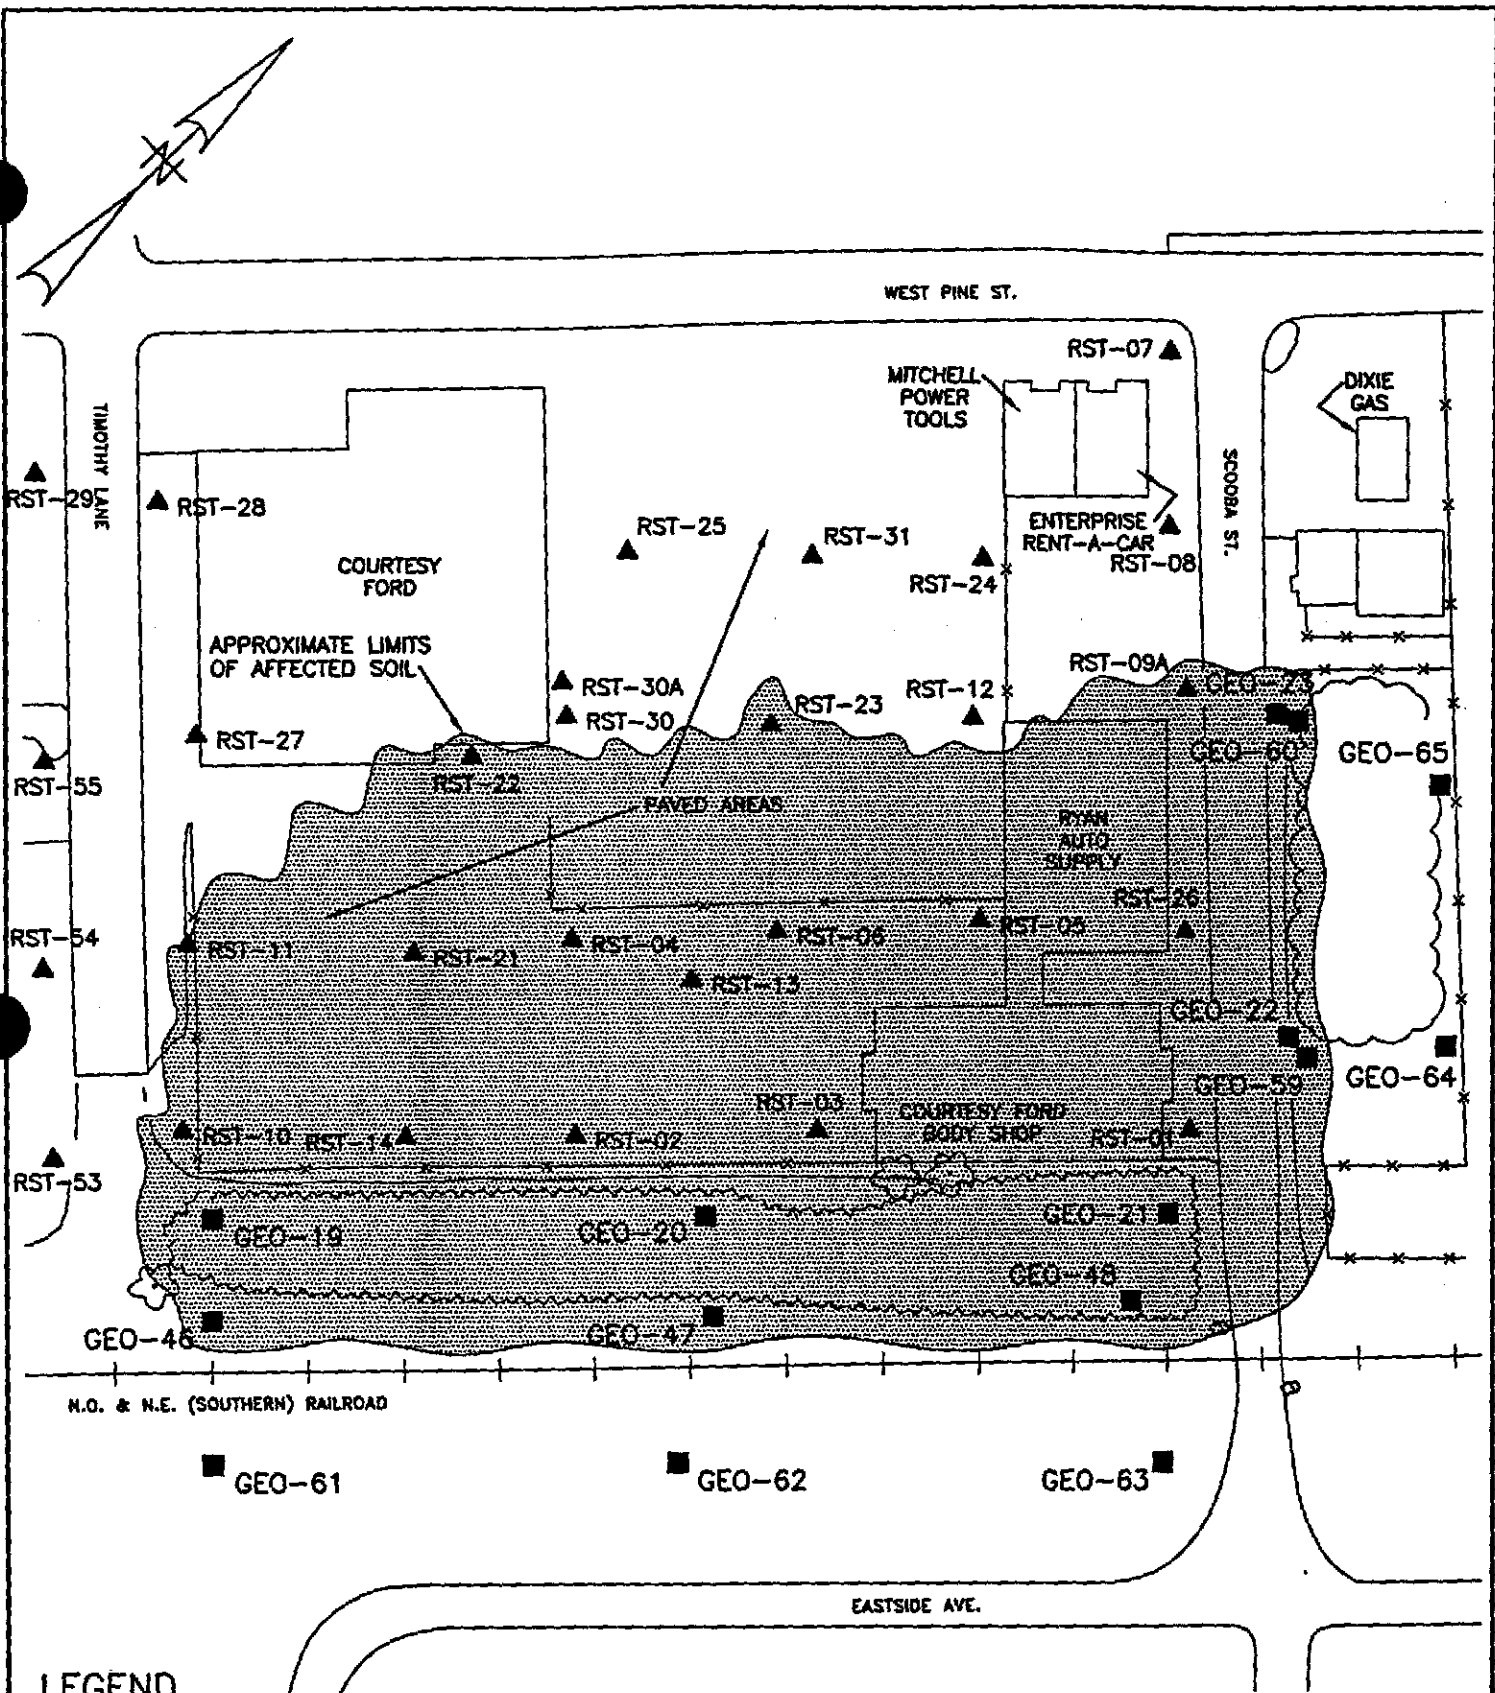 N
WEST PINE ST.
RST-07
MITCHELL
POWER
TOOLS
DIXIE
GAS
TIMOTHY LANE
SCOOBA ST.
RST-29
RST-28
RST-25
RST-31
ENTERPRISE
RENT-A-CAR
RST-08
RST-24
COURTESY
FORD
APPROXIMATE LIMITS
OF AFFECTED SOIL
RST-09A
RST-30A
RST-12
GEO-23
RST-30
RST-23
RST-27
GEO-60
GEO-65
RST-55
RST-22
PAVED AREAS
RYAN
AUTO
SUPPLY
RST-26
RST-54
RST-11
RST-21
RST-04
RST-06
RST-05
RST-13
GEO-22
GEO-59
GEO-64
RST-03
COURTESY FORD
BODY SHOP
RST-01
RST-10
RST-14
RST-02
RST-53
GEO-19
GEO-20
GEO-21
GEO-48
GEO-46
GEO-47
N.O. & N.E. (SOUTHERN) RAILROAD
GEO-61
GEO-62
GEO-63
EASTSIDE AVE.
LEGEND